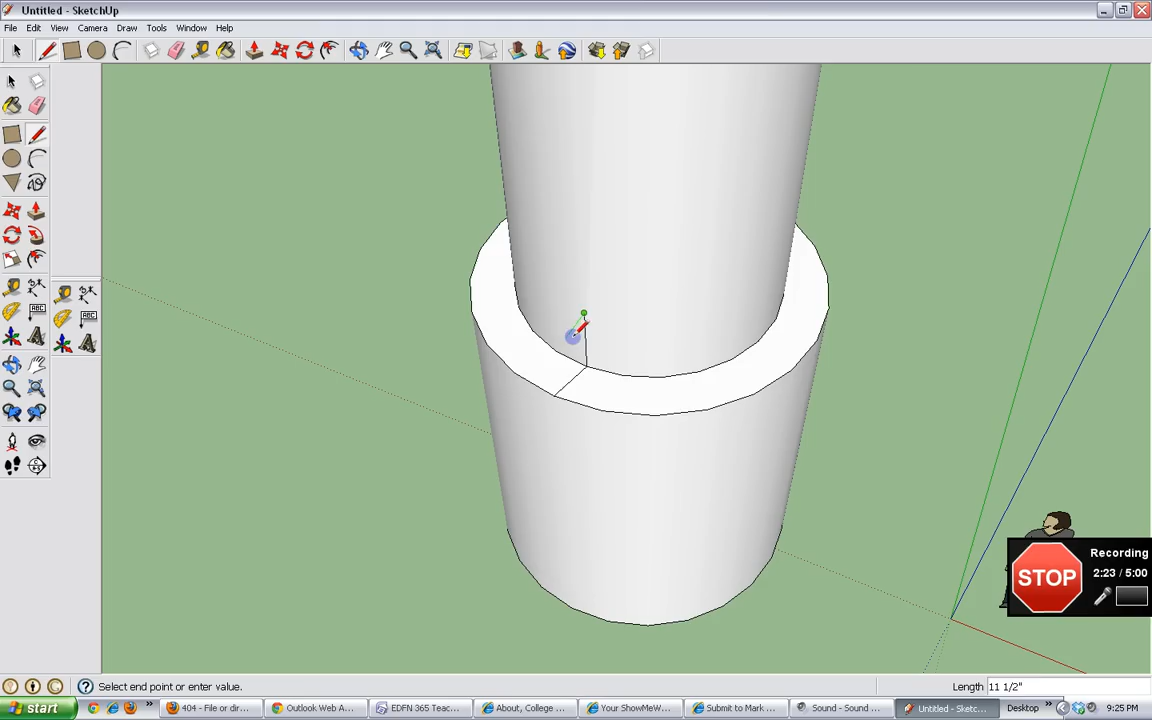 Untitled - SketchUp
File Edit View Camera Draw Tools Window Help
ABC
ABC
Recording
STOP
2:23 / 5:00
Select end point or enter value.
Length 11 1/2"
start
404 - File or dir...
Outlook Web A...
EDFN 365 Teac...
About, College ...
Your ShowMeW...
Submit to Mark ...
Sound - Sound ...
Untitled - Sketc...
Desktop
9:25 PM